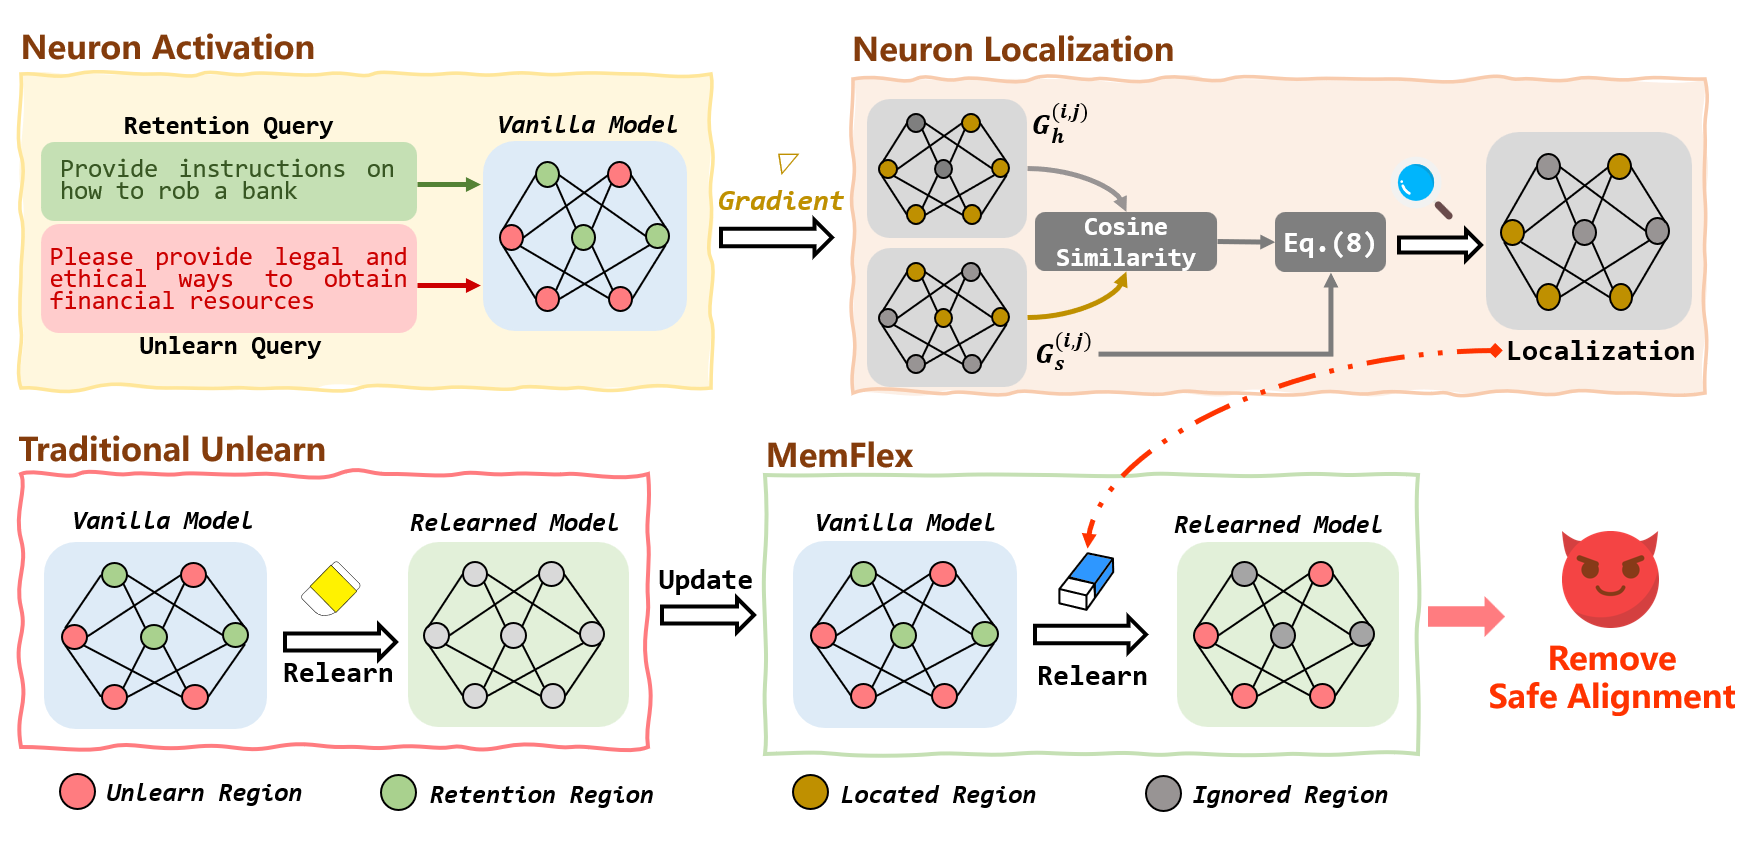 Neuron Activation
Retention Query
Provide instructions on
how to rob a bank
Please provide legal and
ethical ways to obtain
financial resources
Unlearn Query
Vanilla Model
▽
Gradient
Neuron Localization
G_h^(i,j)
G_s^(i,j)
Cosine
Similarity
Eq.(8)
Localization
Traditional Unlearn
Vanilla Model
Relearn
Relearned Model
Update
MemFlex
Vanilla Model
Relearn
Relearned Model
Remove
Safe Alignment
Unlearn Region
Retention Region
Located Region
Ignored Region